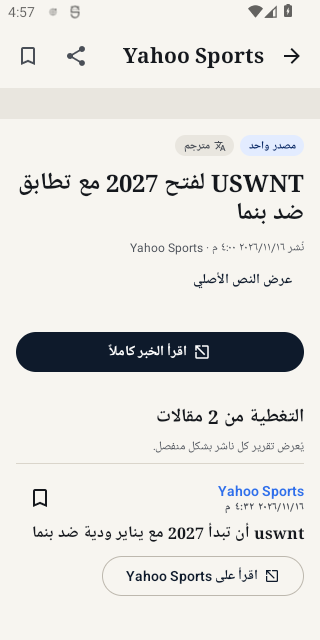 4:57
Yahoo Sports
مصدر واحد
مترجم
USWNT لفتح 2027 مع تطابق
ضد بنما
نُشر ٢٠٢٦/١١/١٦ ٤:٠٠ م · Yahoo Sports
عرض النص الأصلي
اقرأ الخبر كاملاً
التغطية من 2 مقالات
يُعرض تقرير كل ناشر بشكل منفصل.
Yahoo Sports
٢٠٢٦/١١/١٦ ٤:٣٢ م
uswnt أن تبدأ 2027 مع يناير ودية ضد بنما
اقرأ على Yahoo Sports